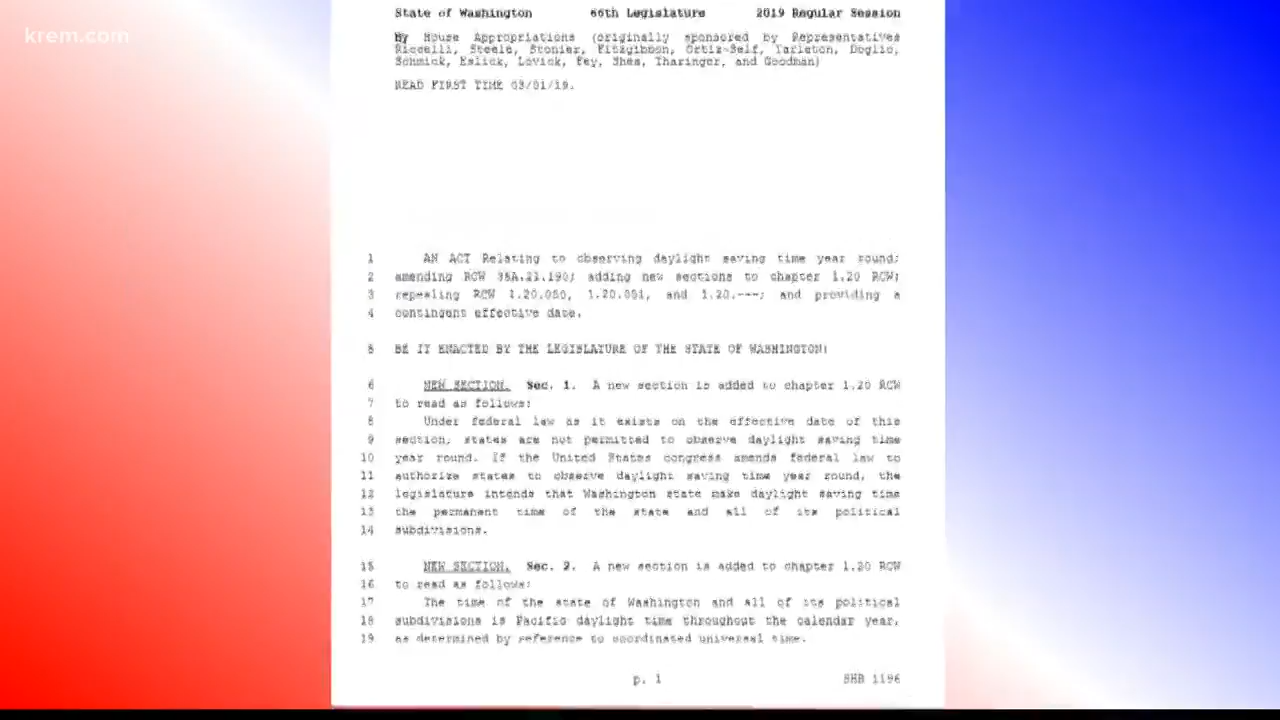 krem.com
State of Washington 66th Legislature 2019 Regular Session
By House Appropriations (originally sponsored by Representatives
Riccelli, Steele, Stonier, Fitzgibbon, Ortiz-Self, Tarleton, Doglio,
Schmick, Eslick, Lovick, Fey, Shea, Tharinger, and Goodman)
READ FIRST TIME 03/01/19.
1 AN ACT Relating to observing daylight saving time year round;
2 amending RCW 35A.21.190; adding new sections to chapter 1.20 RCW;
3 repealing RCW 1.20.050, 1.20.051, and 1.20.---; and providing a
4 contingent effective date.
5 BE IT ENACTED BY THE LEGISLATURE OF THE STATE OF WASHINGTON:
6 NEW SECTION. Sec. 1. A new section is added to chapter 1.20 RCW
7 to read as follows:
8 Under federal law as it exists on the effective date of this
9 section, states are not permitted to observe daylight saving time
10 year round. If the United States congress amends federal law to
11 authorize states to observe daylight saving time year round, the
12 legislature intends that Washington state make daylight saving time
13 the permanent time of the state and all of its political
14 subdivisions.
15 NEW SECTION. Sec. 2. A new section is added to chapter 1.20 RCW
16 to read as follows:
17 The time of the state of Washington and all of its political
18 subdivisions is Pacific daylight time throughout the calendar year,
19 as determined by reference to coordinated universal time.
p. 1 SHB 1196